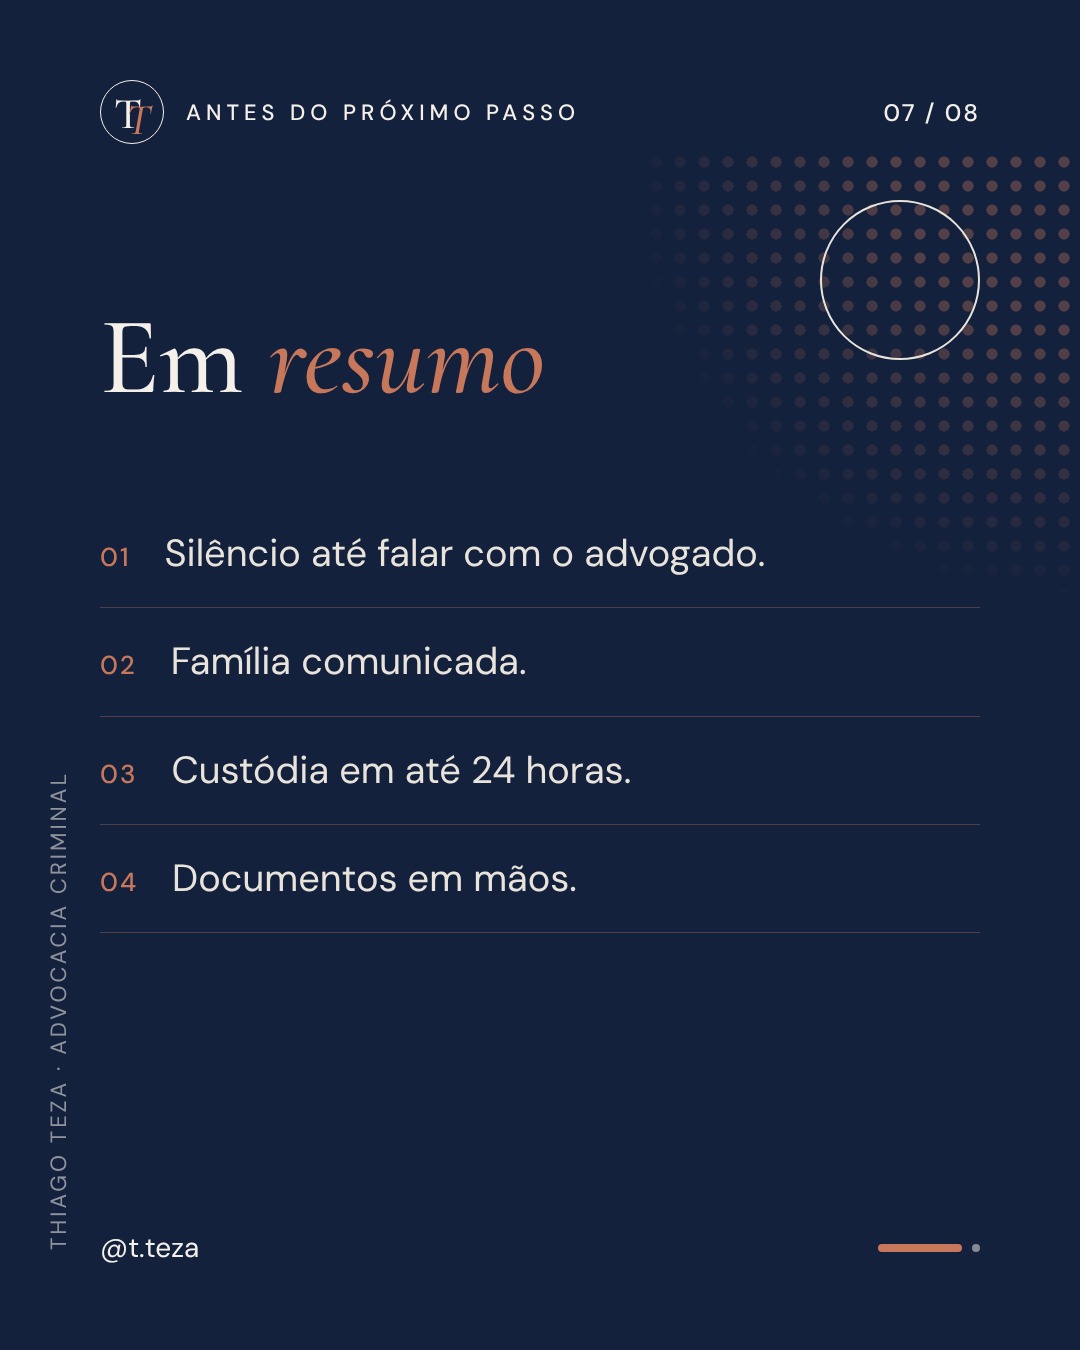 TT ANTES DO PRÓXIMO PASSO 07 / 08
Em resumo
01 Silêncio até falar com o advogado.
02 Família comunicada.
03 Custódia em até 24 horas.
04 Documentos em mãos.
THIAGO TEZA · ADVOCACIA CRIMINAL
@t.teza